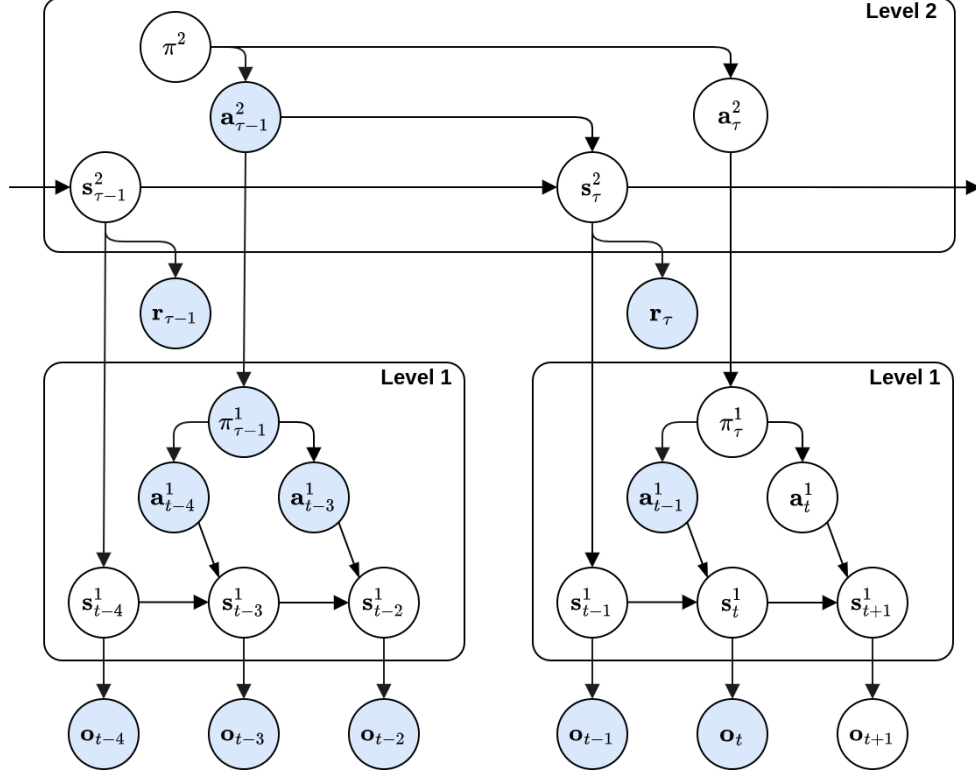 Level 2
π²
a²_{τ−1}
a²_τ
s²_{τ−1}
s²_τ
r_{τ−1}
r_τ
Level 1
Level 1
π¹_{τ−1}
π¹_τ
a¹_{t−4}
a¹_{t−3}
a¹_{t−1}
a¹_t
s¹_{t−4}
s¹_{t−3}
s¹_{t−2}
s¹_{t−1}
s¹_t
s¹_{t+1}
o_{t−4}
o_{t−3}
o_{t−2}
o_{t−1}
o_t
o_{t+1}